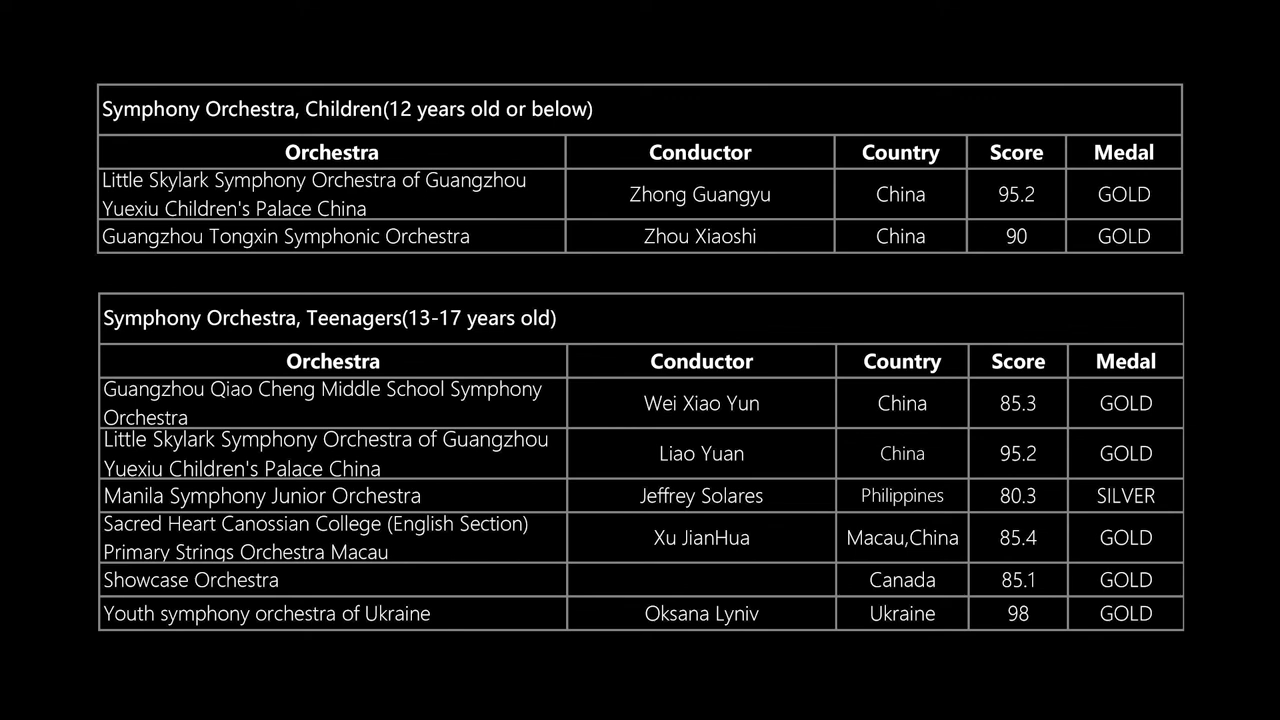 Symphony Orchestra, Children(12 years old or below)
Orchestra Conductor Country Score Medal
Little Skylark Symphony Orchestra of Guangzhou
Yuexiu Children's Palace China Zhong Guangyu China 95.2 GOLD
Guangzhou Tongxin Symphonic Orchestra Zhou Xiaoshi China 90 GOLD
Symphony Orchestra, Teenagers(13-17 years old)
Orchestra Conductor Country Score Medal
Guangzhou Qiao Cheng Middle School Symphony
Orchestra Wei Xiao Yun China 85.3 GOLD
Little Skylark Symphony Orchestra of Guangzhou
Yuexiu Children's Palace China Liao Yuan China 95.2 GOLD
Manila Symphony Junior Orchestra Jeffrey Solares Philippines 80.3 SILVER
Sacred Heart Canossian College (English Section)
Primary Strings Orchestra Macau Xu JianHua Macau,China 85.4 GOLD
Showcase Orchestra Canada 85.1 GOLD
Youth symphony orchestra of Ukraine Oksana Lyniv Ukraine 98 GOLD